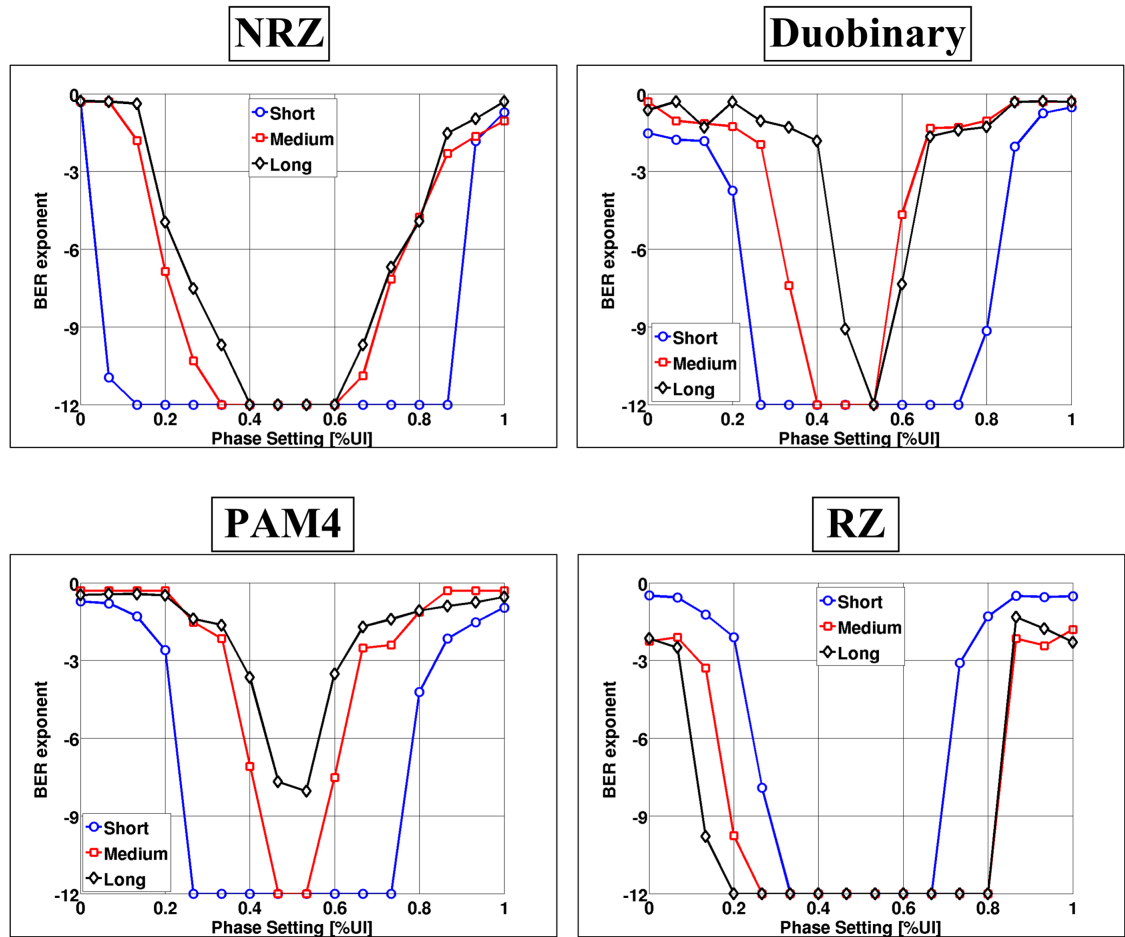 NRZ
0
-3
-6
-9
-12
BER exponent
Short
Medium
Long
0 0.2 0.4 0.6 0.8 1
Phase Setting [%UI]
Duobinary
0
-3
-6
-9
-12
BER exponent
Short
Medium
Long
0 0.2 0.4 0.6 0.8 1
Phase Setting [%UI]
PAM4
0
-3
-6
-9
-12
BER exponent
Short
Medium
Long
0 0.2 0.4 0.6 0.8 1
Phase Setting [%UI]
RZ
0
-3
-6
-9
-12
BER exponent
Short
Medium
Long
0 0.2 0.4 0.6 0.8 1
Phase Setting [%UI]